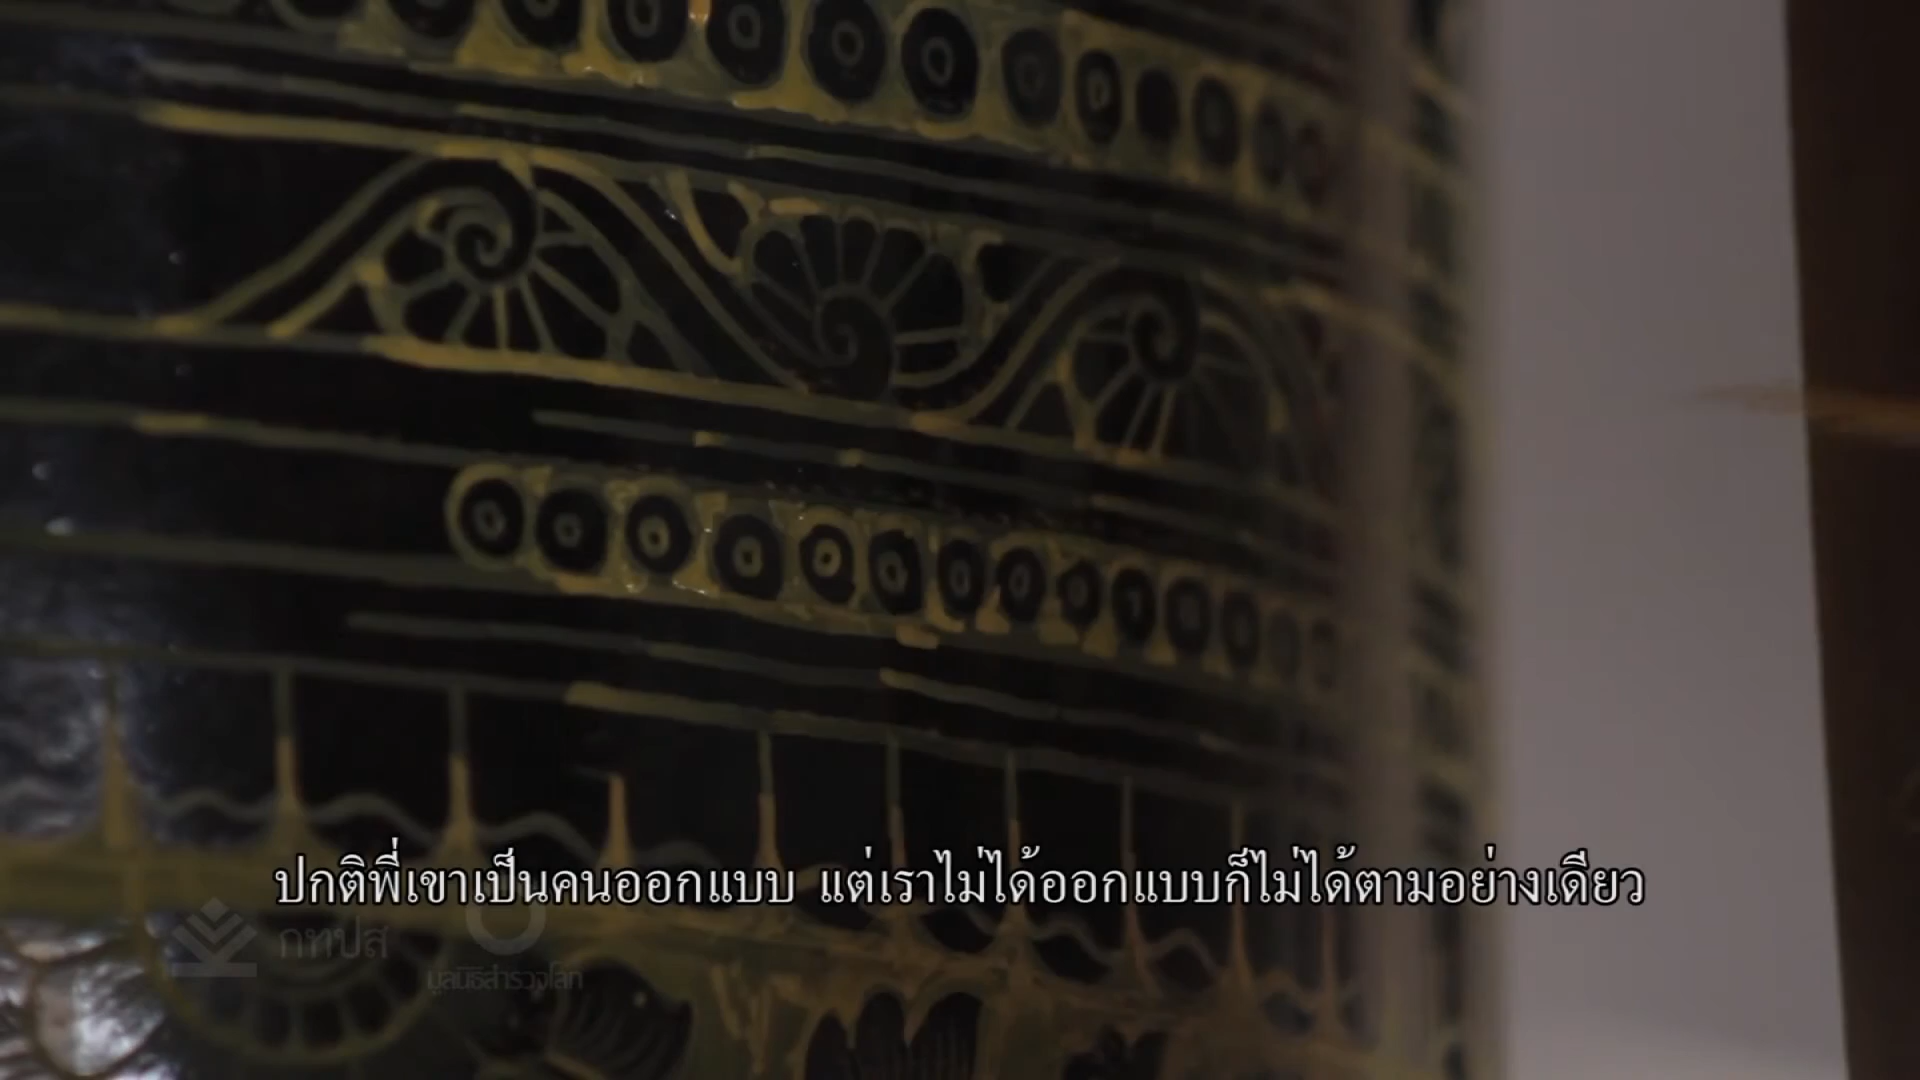 ปกติพี่เขาเป็นคนออกแบบ แต่เราไม่ได้ออกแบบก็ไม่ได้ตามอย่างเดียว
กทปส
มูลนิธิสำรวจโลก